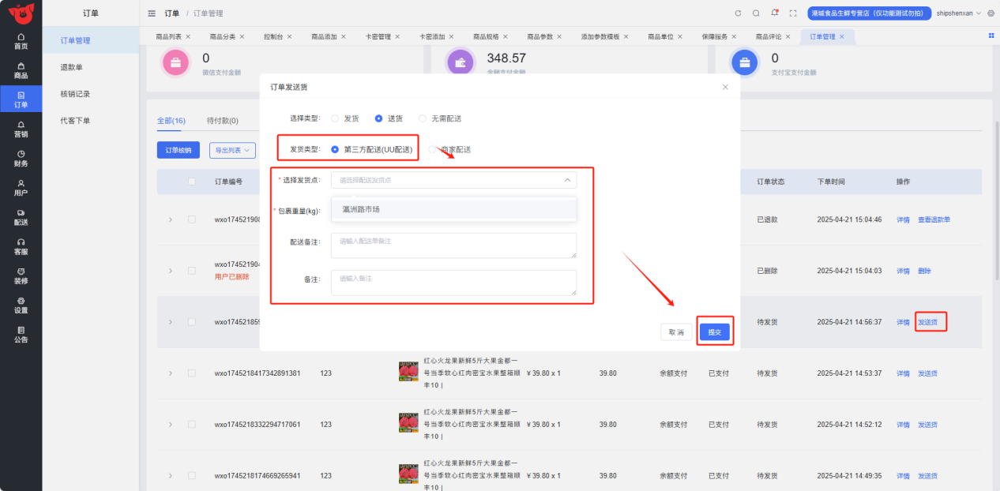 订单
订单 / 订单管理
港城食品生鲜专营店（仅功能测试勿拍）
shipshenxan
首页
商品
订单
营销
财务
用户
配送
客服
装修
设置
公告
订单管理
退款单
核销记录
代客下单
商品列表 × 商品分类 × 控制台 × 商品添加 × 卡密管理 × 卡密添加 × 商品规格 × 商品参数 × 添加参数模板 × 商品单位 × 保障服务 × 商品评论 × 订单管理 ×
0
微信支付金额
348.57
余额支付金额
0
支付宝支付金额
全部(16) 待付款(0)
订单核销 导出列表
订单发送货
选择类型： 发货 送货 无需配送
发货类型： 第三方配送(UU配送) 商家配送
* 选择发货点： 请选择配送发货点
瀛洲路市场
* 包裹重量(kg)：
配送备注： 请输入配送单备注
备注： 请输入备注
取 消 提交
订单编号 订单状态 下单时间 操作
wxo174521908 已退款 2025-04-21 15:04:46 详情 查看退款单
wxo174521904 已删除 2025-04-21 15:04:03 详情 删除
用户已删除
wxo174521859 待发货 2025-04-21 14:56:37 详情 发送货
wxo1745218417342891381 123 红心火龙果新鲜5斤大果金都一
号当季软心红肉密宝水果整箱顺 ￥39.80 x 1 39.80 余额支付 已支付 待发货 2025-04-21 14:53:37 详情 发送货
丰10 |
wxo1745218332294717061 123 红心火龙果新鲜5斤大果金都一
号当季软心红肉密宝水果整箱顺 ￥39.80 x 1 39.80 余额支付 已支付 待发货 2025-04-21 14:52:12 详情 发送货
丰10 |
wxo1745218174669265941 123 红心火龙果新鲜5斤大果金都一
号当季软心红肉密宝水果整箱顺 ￥39.80 x 1 39.80 余额支付 已支付 待发货 2025-04-21 14:49:35 详情 发送货
丰10 |